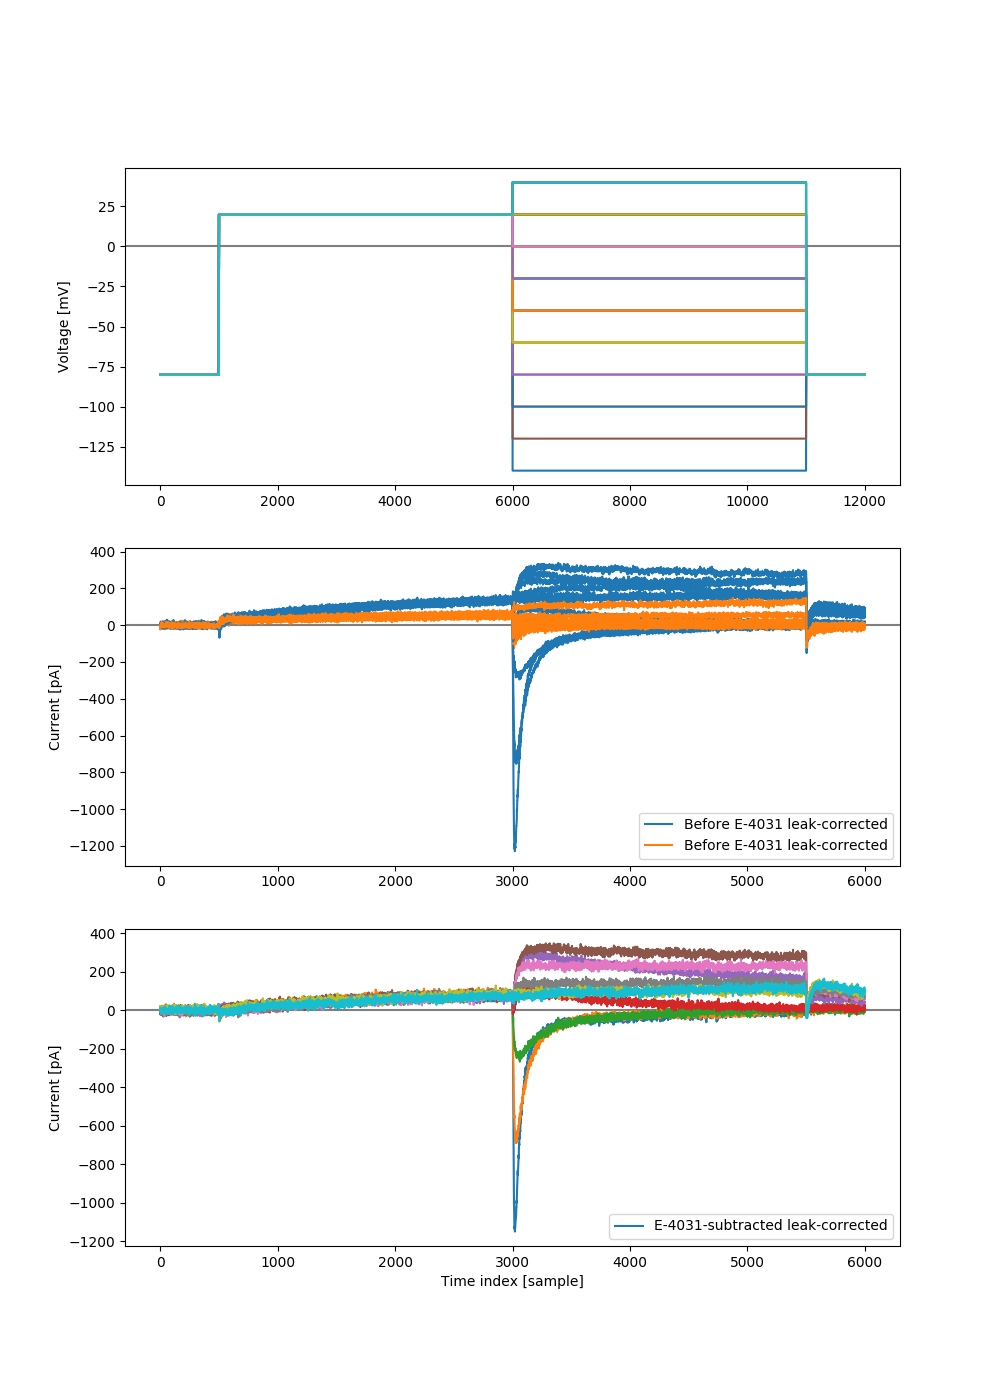 25
0
−25
−50
−75
−100
−125
Voltage [mV]
0 2000 4000 6000 8000 10000 12000
400
200
0
−200
−400
−600
−800
−1000
−1200
Current [pA]
Before E-4031 leak-corrected
Before E-4031 leak-corrected
0 1000 2000 3000 4000 5000 6000
400
200
0
−200
−400
−600
−800
−1000
−1200
Current [pA]
E-4031-subtracted leak-corrected
0 1000 2000 3000 4000 5000 6000
Time index [sample]